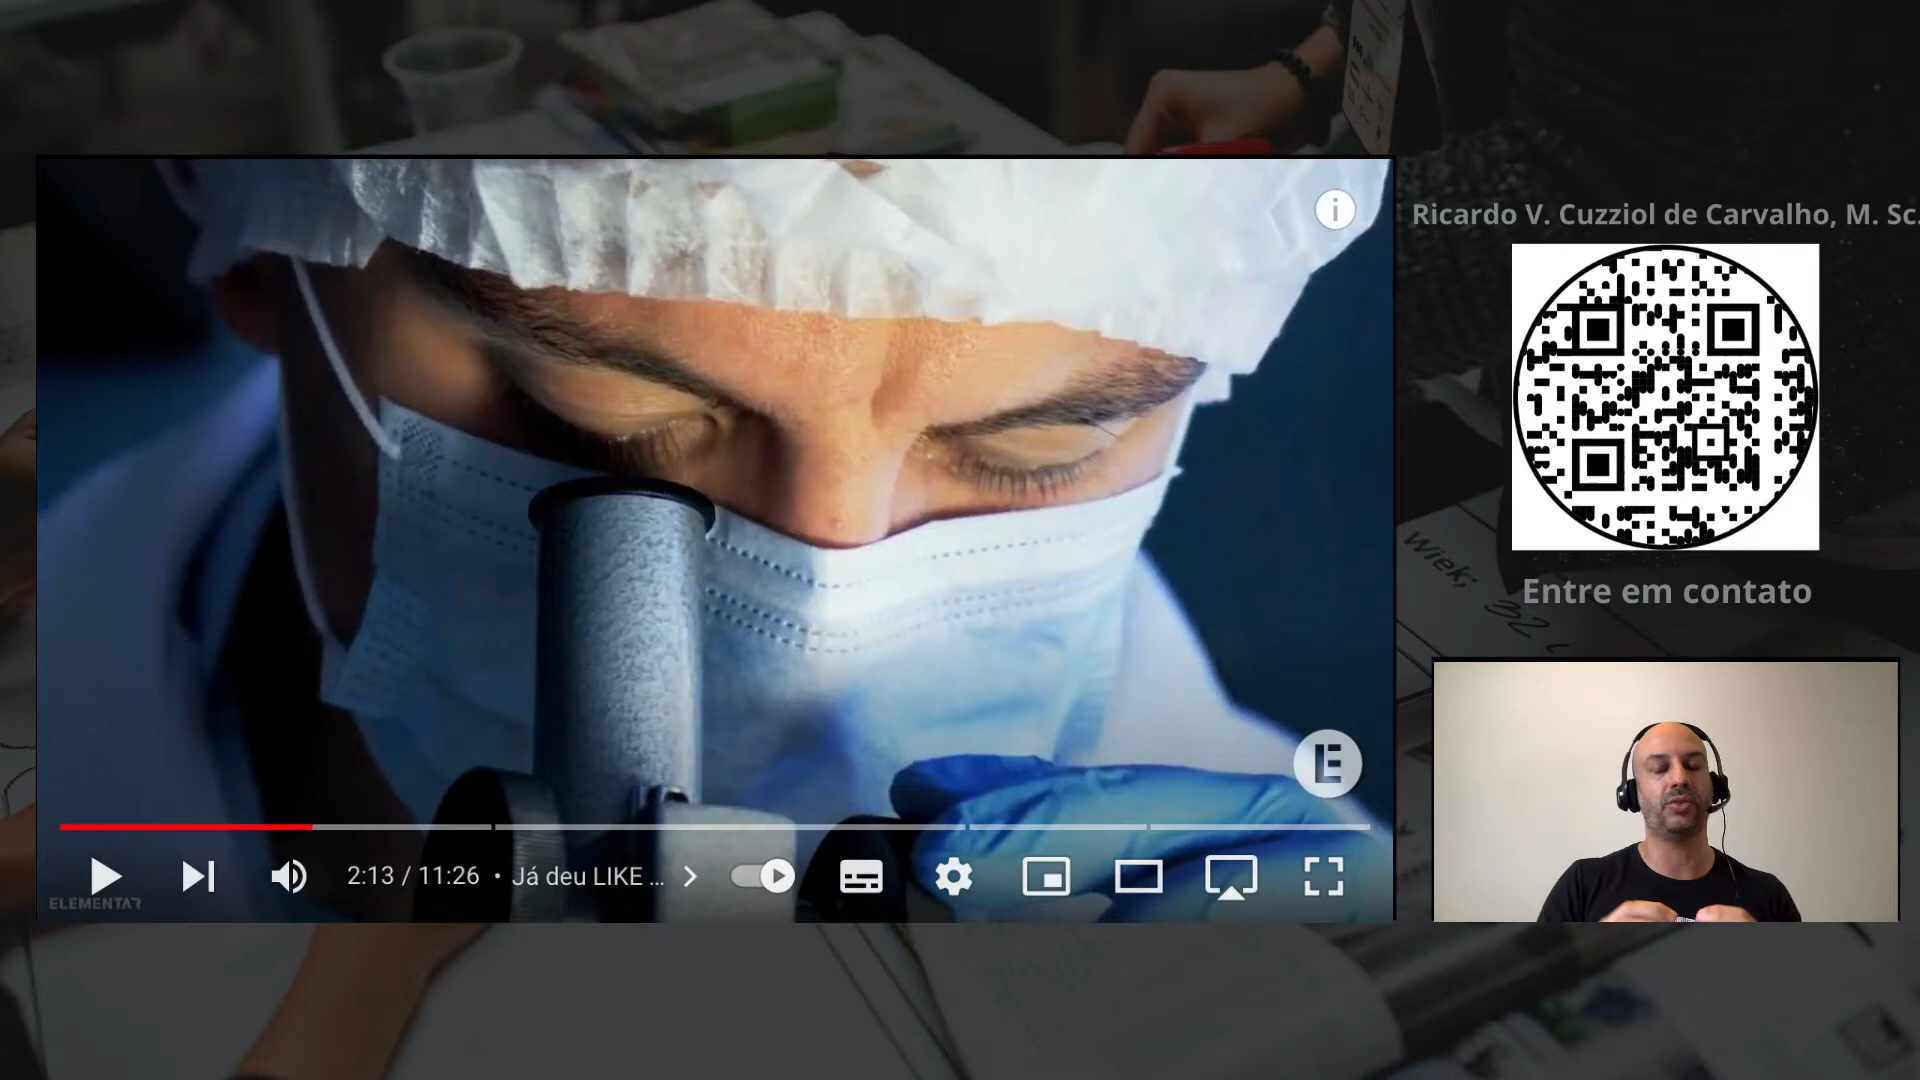 Ricardo V. Cuzziol de Carvalho, M. Sc.
Entre em contato
Wiek;
i
E
2:13 / 11:26 • Já deu LIKE ...
ELEMENTAR